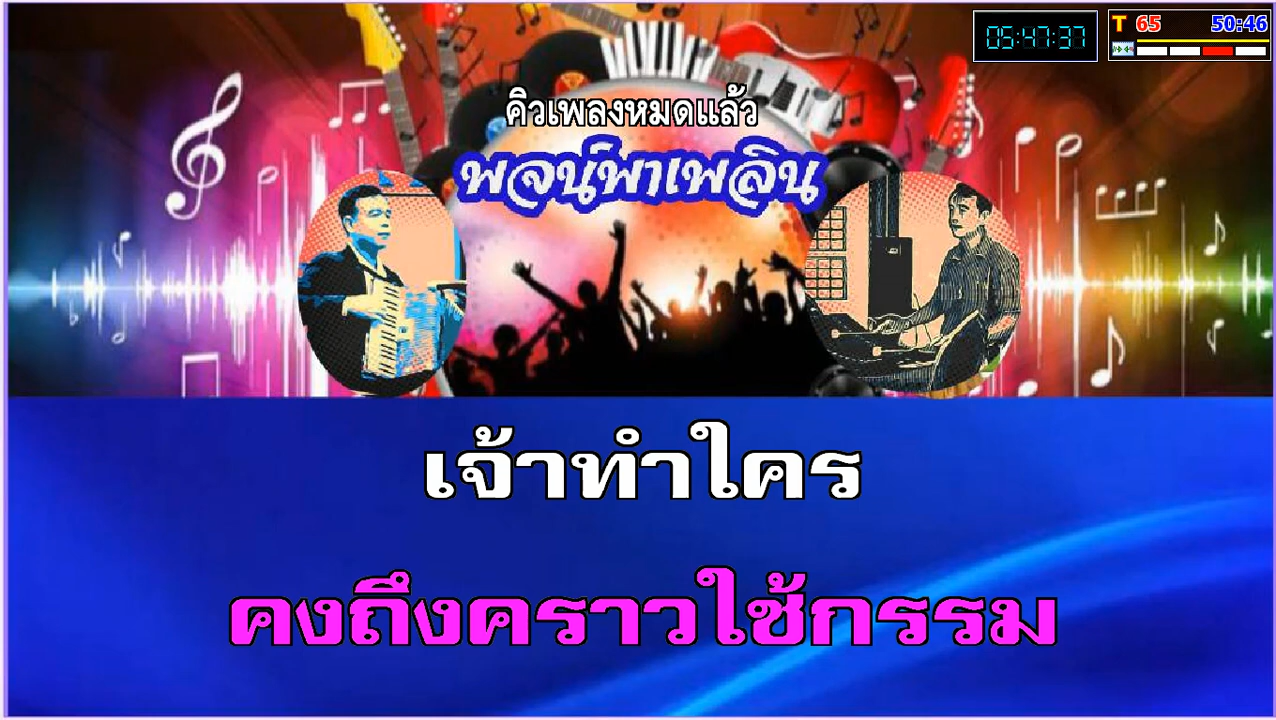 05:47:37
T 65 50:46
คิวเพลงหมดแล้ว
พจน์พาเพลิน
เจ้าทำใคร
คงถึงคราวใช้กรรม